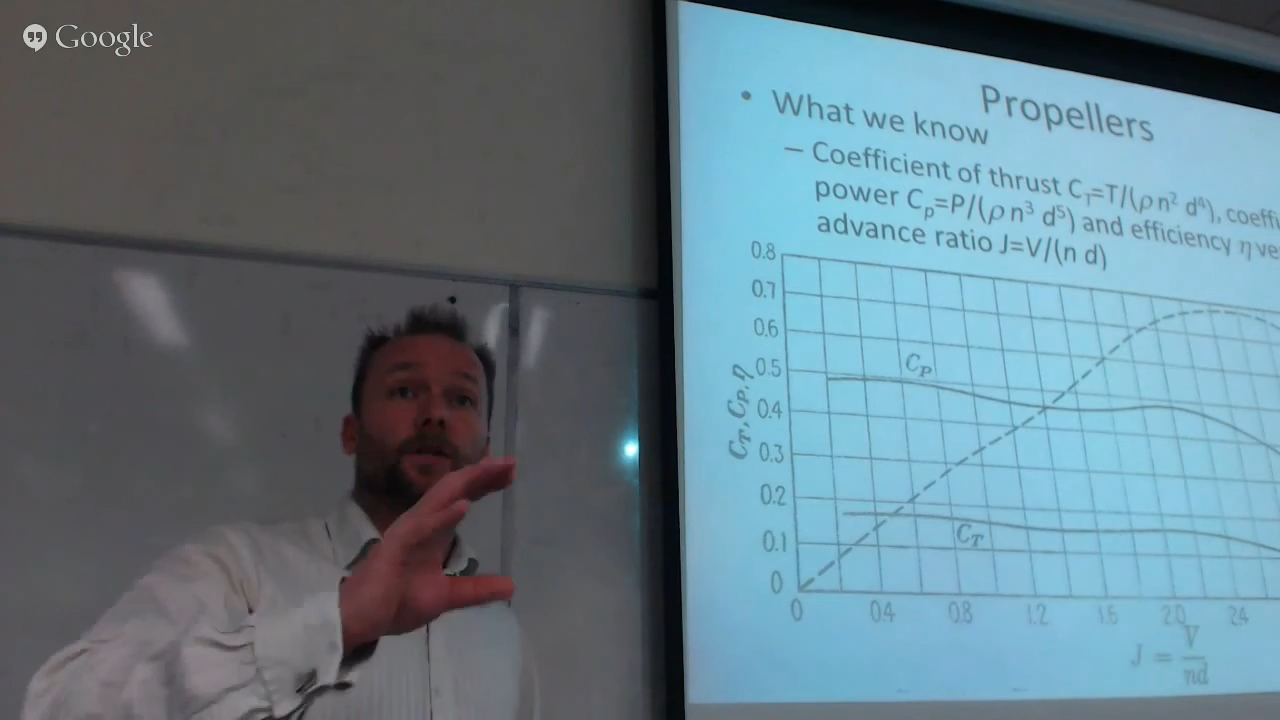 Google
Propellers
• What we know
– Coefficient of thrust C_T=T/(ρ n² d⁴), coeffi
power C_p=P/(ρ n³ d⁵) and efficiency η ve
advance ratio J=V/(n d)
0.8
0.7
0.6
0.5
0.4
0.3
0.2
0.1
0
C_T, C_P, η
C_P
C_T
0 0.4 0.8 1.2 1.6 2.0 2.4
J = V/nd